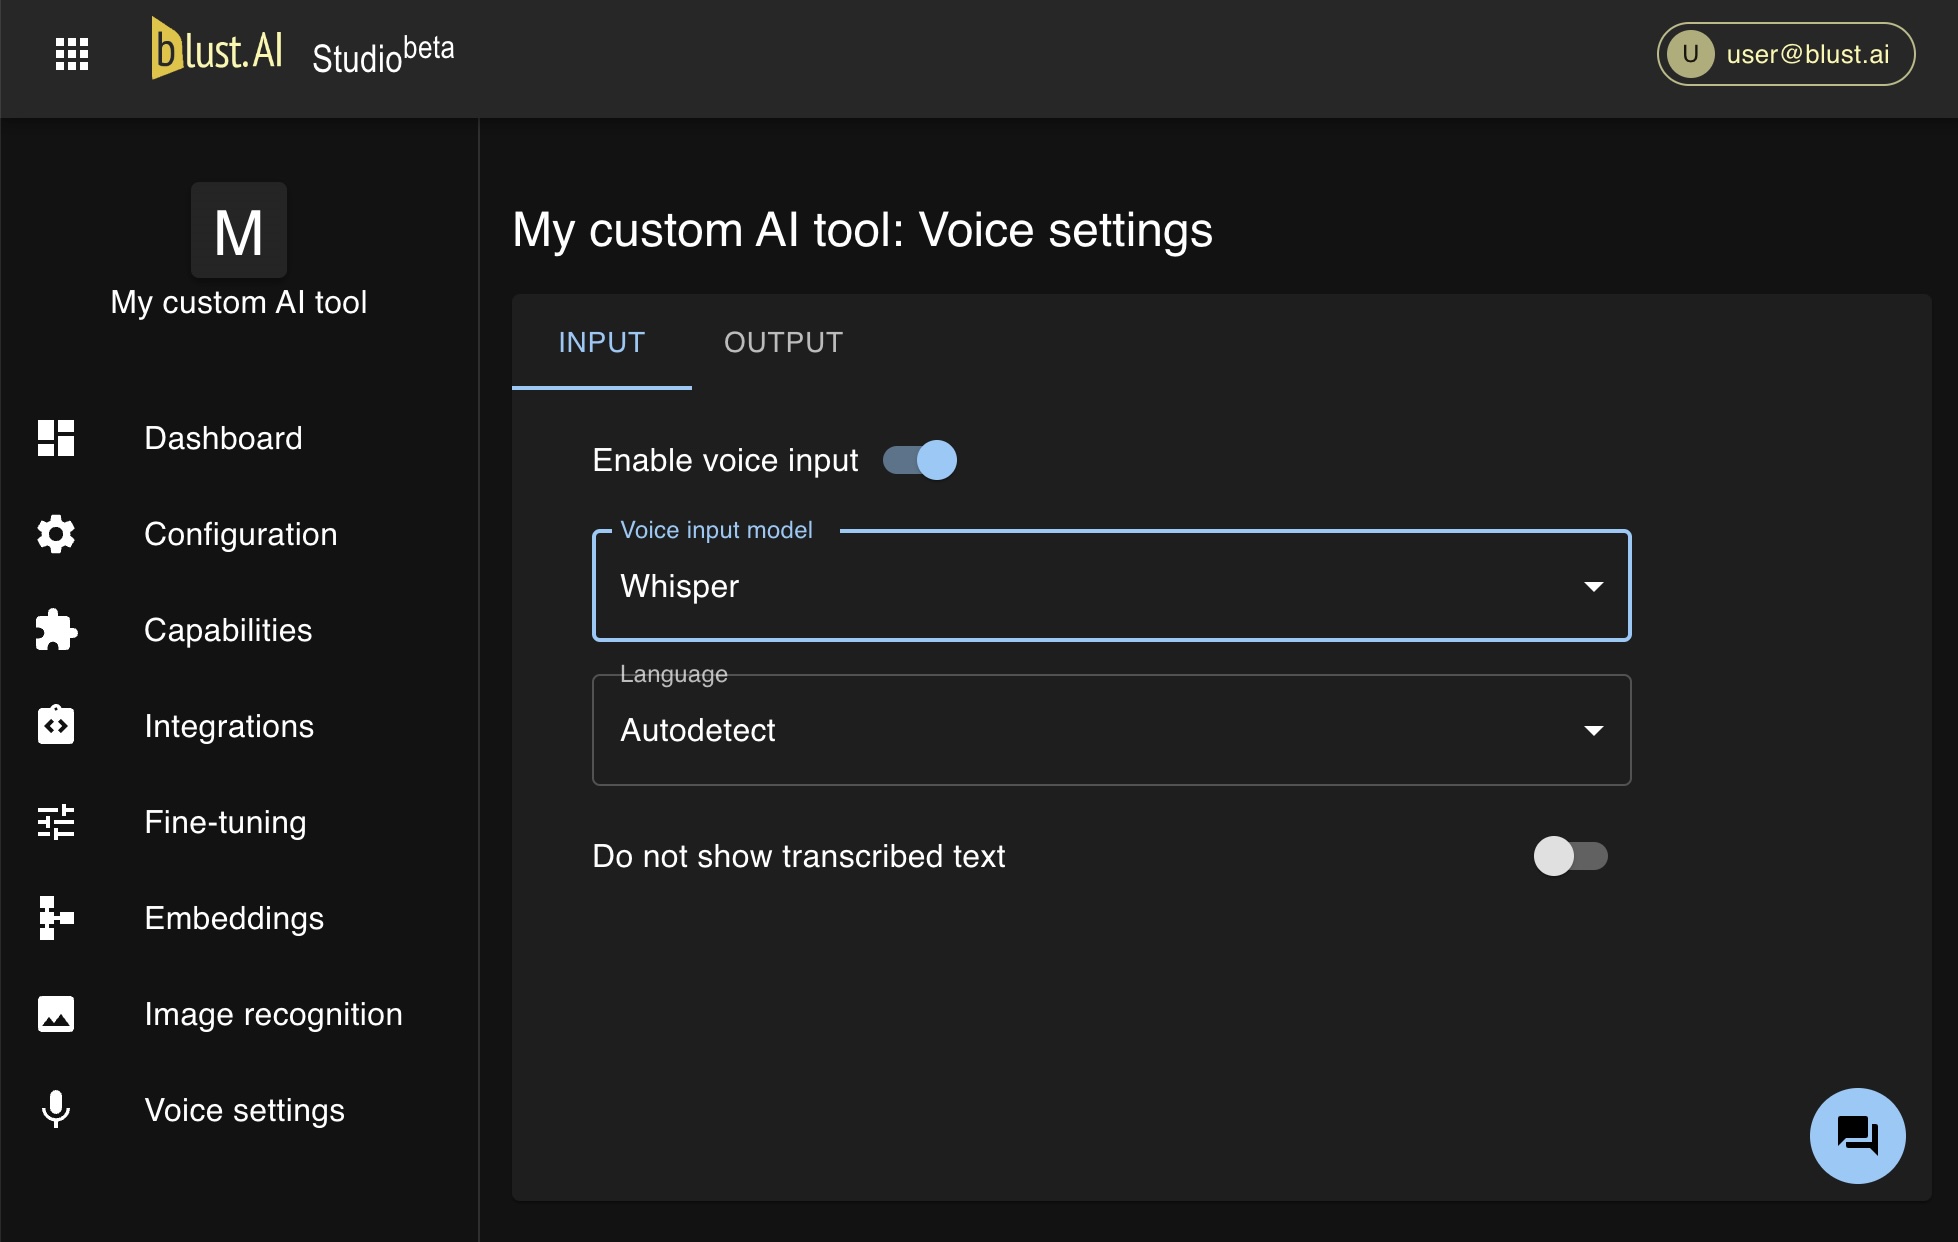 blust.AI Studio beta
U user@blust.ai
M
My custom AI tool
Dashboard
Configuration
Capabilities
Integrations
Fine-tuning
Embeddings
Image recognition
Voice settings
My custom AI tool: Voice settings
INPUT OUTPUT
Enable voice input
Voice input model
Whisper
Language
Autodetect
Do not show transcribed text